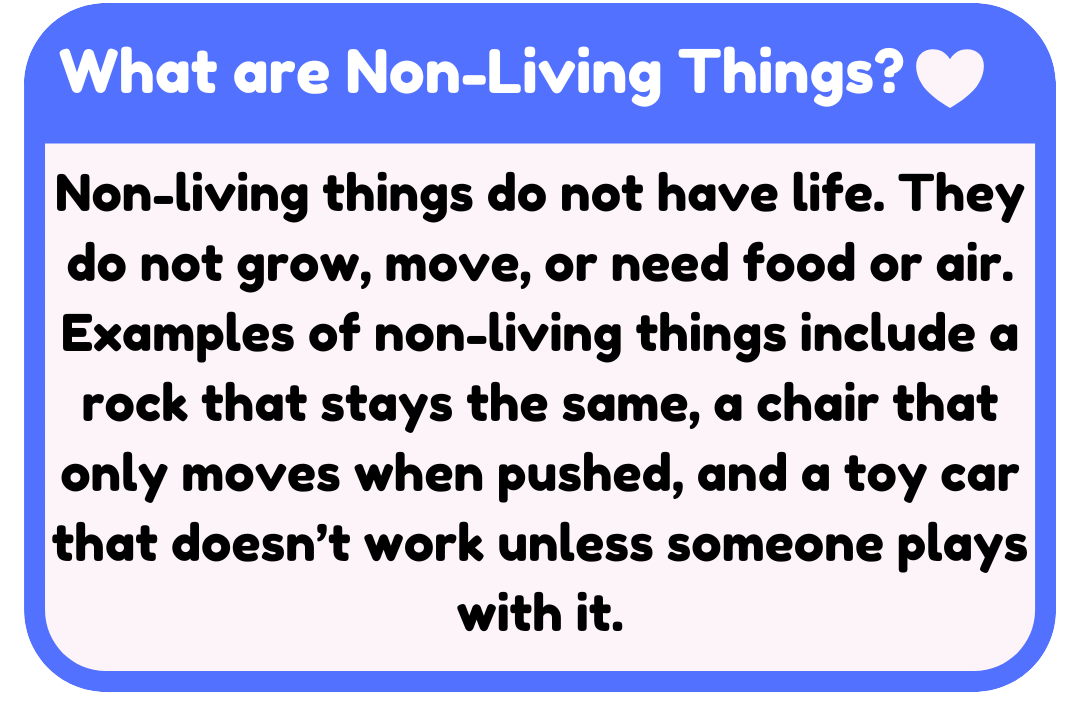 What are Non-Living Things?
Non-living things do not have life. They
do not grow, move, or need food or air.
Examples of non-living things include a
rock that stays the same, a chair that
only moves when pushed, and a toy car
that doesn’t work unless someone plays
with it.